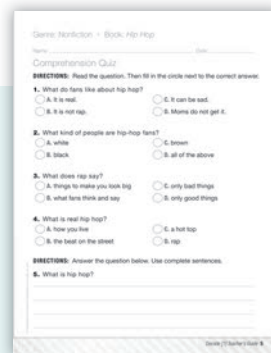 Genre: Nonfiction • Book: Hip Hop
Name Date
Comprehension Quiz
DIRECTIONS: Read the question. Then fill in the circle next to the correct answer.
1. What do fans like about hip hop?
A. It is real. C. It can be sad.
B. It is not rap. D. Moms do not get it.
2. What kind of people are hip-hop fans?
A. white C. brown
B. black D. all of the above
3. What does rap say?
A. things to make you look big C. only bad things
B. what fans think and say D. only good things
4. What is real hip hop?
A. how you live C. a hot top
B. the beat on the street D. rap
DIRECTIONS: Answer the question below. Use complete sentences.
5. What is hip hop?
Teacher's Guide